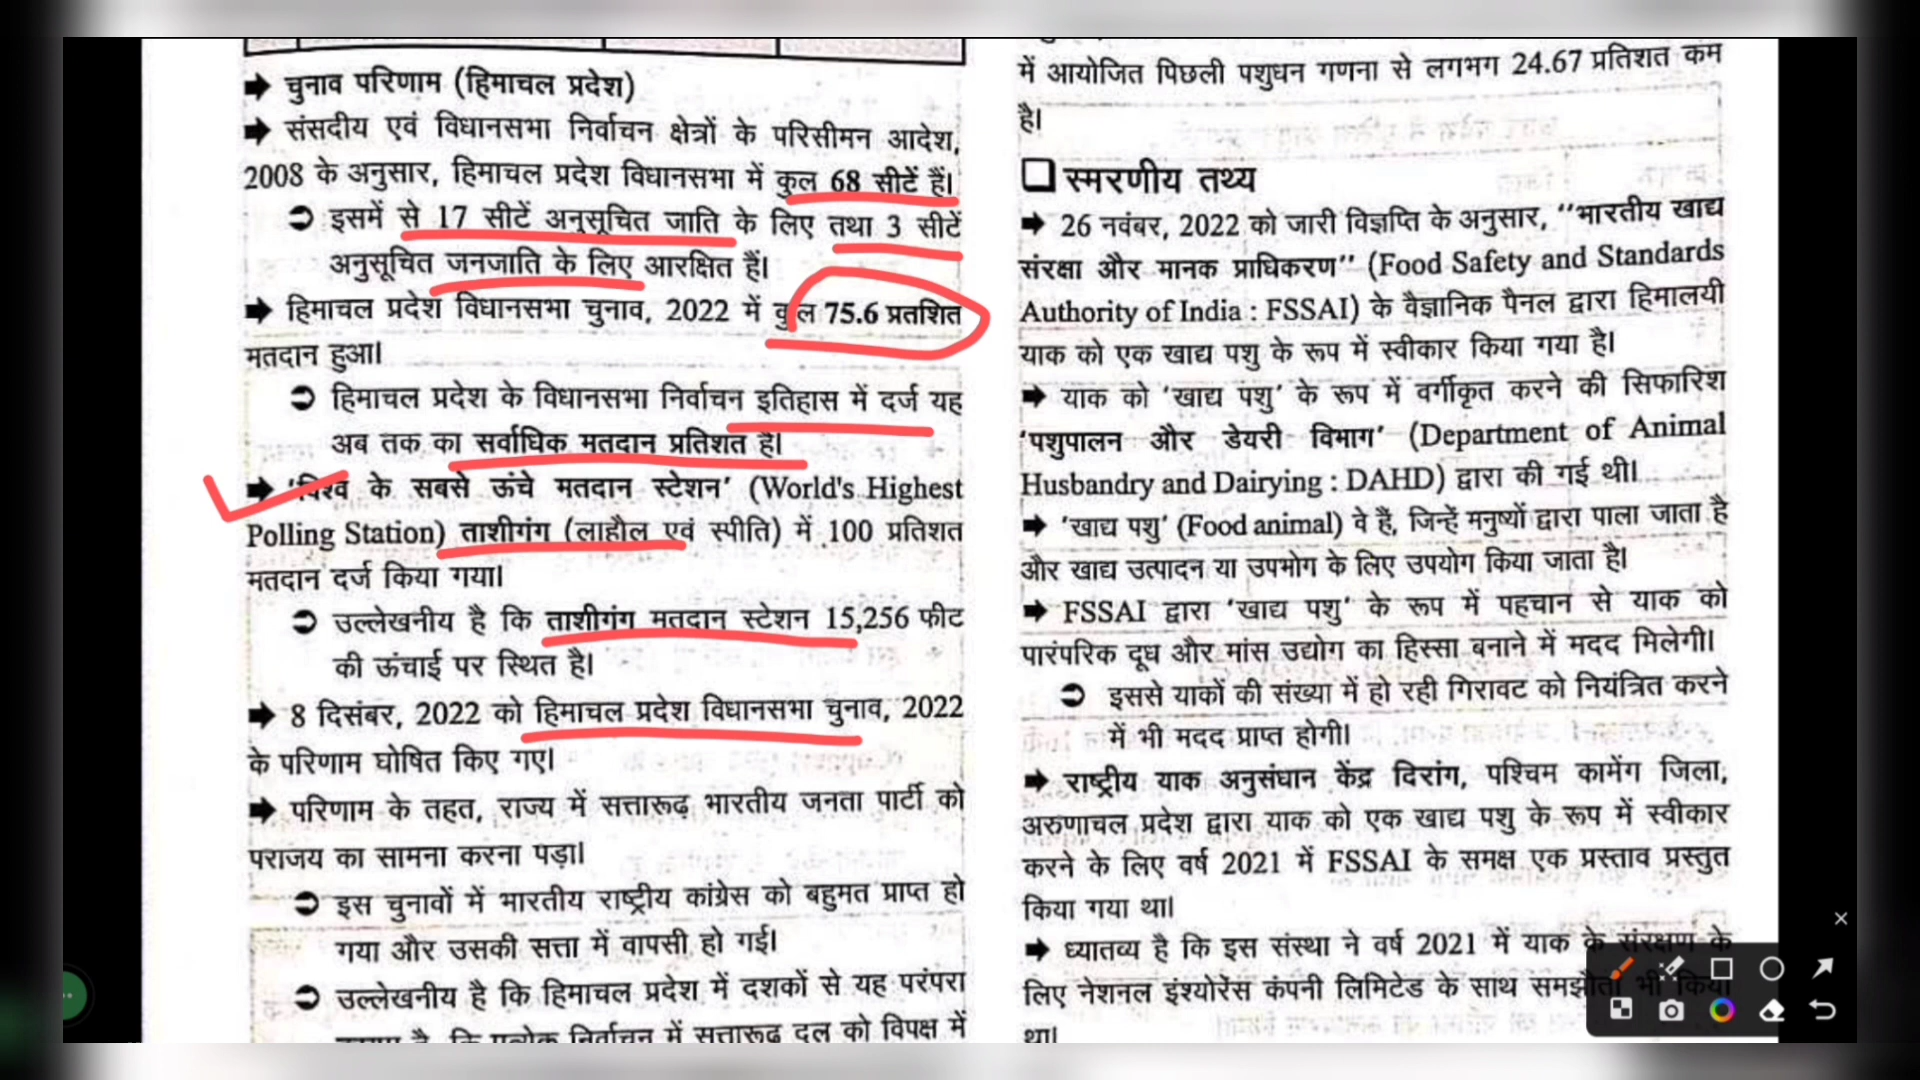 ➡ चुनाव परिणाम (हिमाचल प्रदेश)
➡ संसदीय एवं विधानसभा निर्वाचन क्षेत्रों के परिसीमन आदेश,
2008 के अनुसार, हिमाचल प्रदेश विधानसभा में कुल 68 सीटें हैं।
➲ इसमें से 17 सीटें अनुसूचित जाति के लिए तथा 3 सीटें
अनुसूचित जनजाति के लिए आरक्षित हैं।
➡ हिमाचल प्रदेश विधानसभा चुनाव, 2022 में कुल 75.6 प्रतशित
मतदान हुआ।
➲ हिमाचल प्रदेश के विधानसभा निर्वाचन इतिहास में दर्ज यह
अब तक का सर्वाधिक मतदान प्रतिशत है।
➡ 'विश्व के सबसे ऊंचे मतदान स्टेशन' (World's Highest
Polling Station) ताशीगंग (लाहौल एवं स्पीति) में 100 प्रतिशत
मतदान दर्ज किया गया।
➲ उल्लेखनीय है कि ताशीगंग मतदान स्टेशन 15,256 फीट
की ऊंचाई पर स्थित है।
➡ 8 दिसंबर, 2022 को हिमाचल प्रदेश विधानसभा चुनाव, 2022
के परिणाम घोषित किए गए।
➡ परिणाम के तहत, राज्य में सत्तारूढ़ भारतीय जनता पार्टी को
पराजय का सामना करना पड़ा।
➲ इस चुनावों में भारतीय राष्ट्रीय कांग्रेस को बहुमत प्राप्त हो
गया और उसकी सत्ता में वापसी हो गई।
➲ उल्लेखनीय है कि हिमाचल प्रदेश में दशकों से यह परंपरा
है, कि प्रत्येक निर्वाचन में सत्तारूढ़ दल को विपक्ष में
में आयोजित पिछली पशुधन गणना से लगभग 24.67 प्रतिशत कम
है।
❏ स्मरणीय तथ्य
➡ 26 नवंबर, 2022 को जारी विज्ञप्ति के अनुसार, ''भारतीय खाद्य
संरक्षा और मानक प्राधिकरण'' (Food Safety and Standards
Authority of India : FSSAI) के वैज्ञानिक पैनल द्वारा हिमालयी
याक को एक खाद्य पशु के रूप में स्वीकार किया गया है।
➡ याक को 'खाद्य पशु' के रूप में वर्गीकृत करने की सिफारिश
'पशुपालन और डेयरी विभाग' (Department of Animal
Husbandry and Dairying : DAHD) द्वारा की गई थी।
➡ 'खाद्य पशु' (Food animal) वे हैं, जिन्हें मनुष्यों द्वारा पाला जाता है
और खाद्य उत्पादन या उपभोग के लिए उपयोग किया जाता है।
➡ FSSAI द्वारा 'खाद्य पशु' के रूप में पहचान से याक को
पारंपरिक दूध और मांस उद्योग का हिस्सा बनाने में मदद मिलेगी।
➲ इससे याकों की संख्या में हो रही गिरावट को नियंत्रित करने
में भी मदद प्राप्त होगी।
➡ राष्ट्रीय याक अनुसंधान केंद्र दिरांग, पश्चिम कामेंग जिला,
अरुणाचल प्रदेश द्वारा याक को एक खाद्य पशु के रूप में स्वीकार
करने के लिए वर्ष 2021 में FSSAI के समक्ष एक प्रस्ताव प्रस्तुत
किया गया था।
➡ ध्यातव्य है कि इस संस्था ने वर्ष 2021 में याक के संरक्षण के
लिए नेशनल इंश्योरेंस कंपनी लिमिटेड के साथ समझौता भी किया
था।